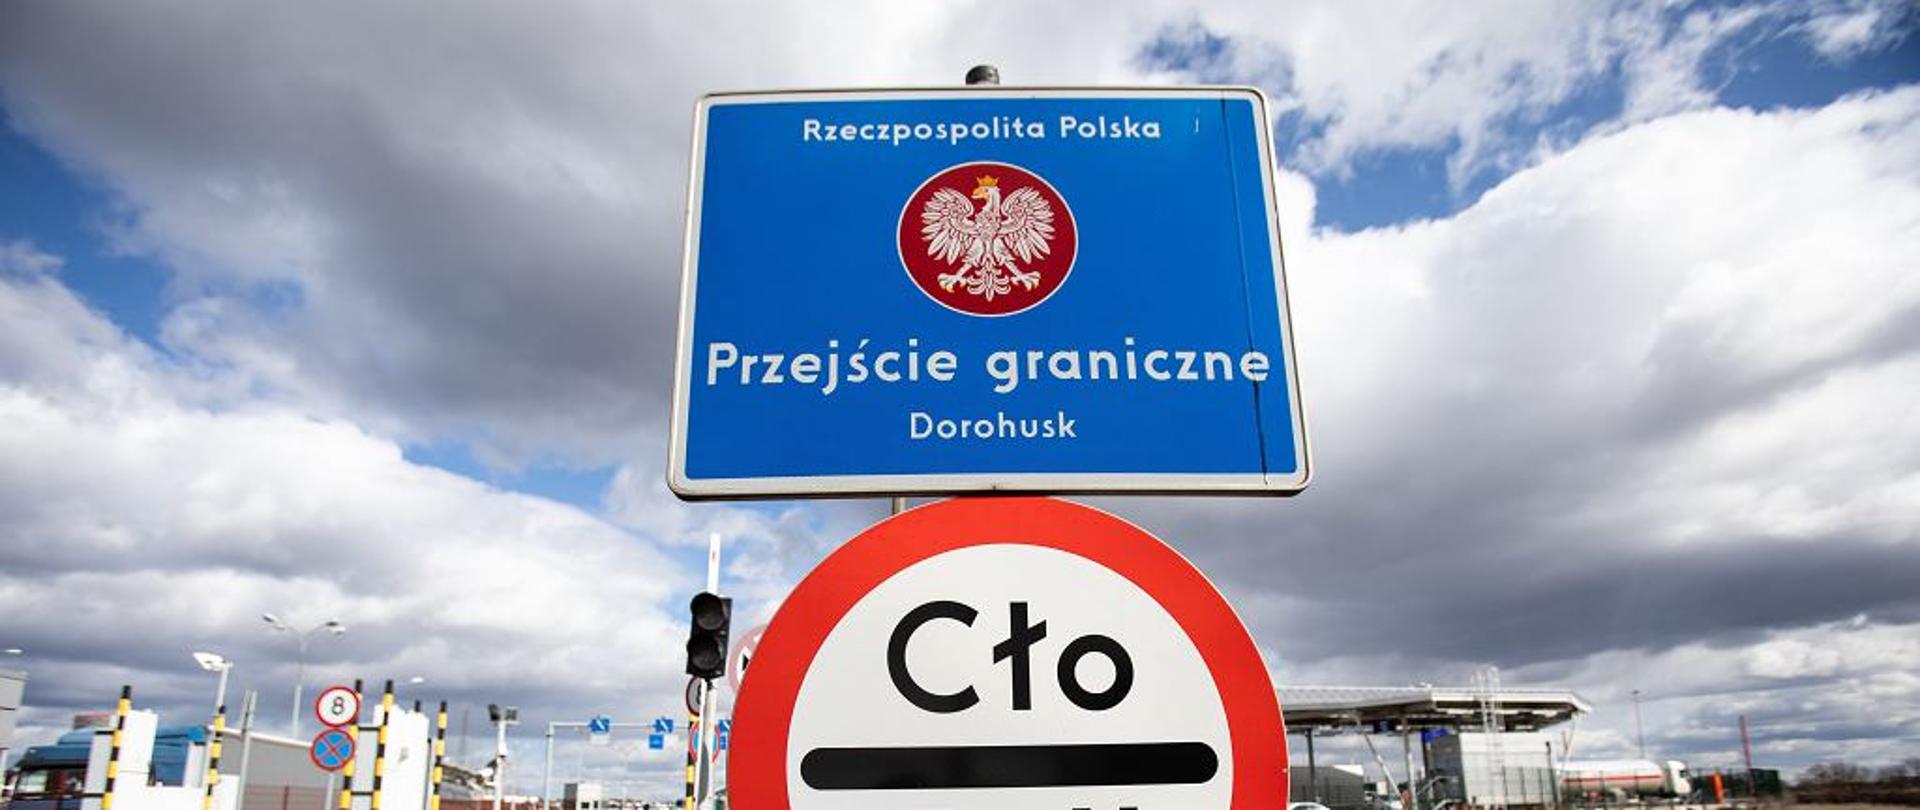 Rzeczpospolita Polska
Przejście graniczne
Dorohusk
Cło
8